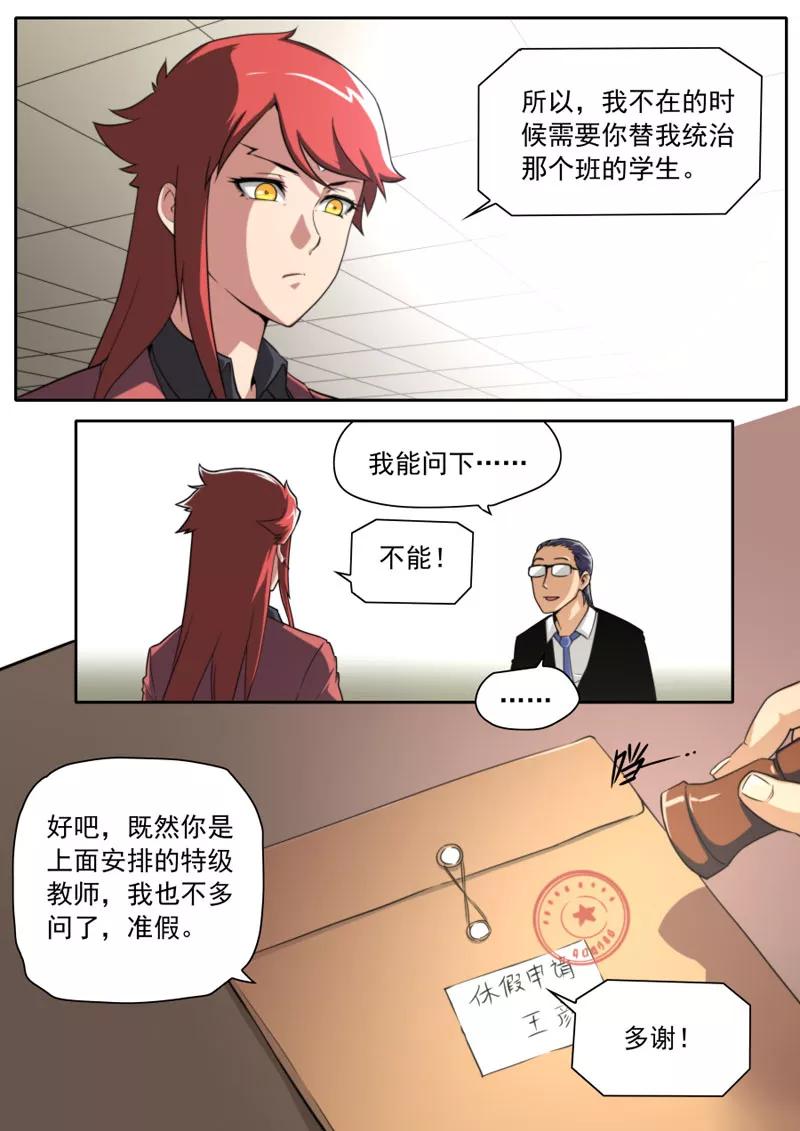 所以，我不在的时
候需要你替我统治
那个班的学生。
我能问下……
不能！
……
噔…
好吧，既然你是
上面安排的特级
教师，我也不多
问了，准假。
休假申请
王彦
多谢！